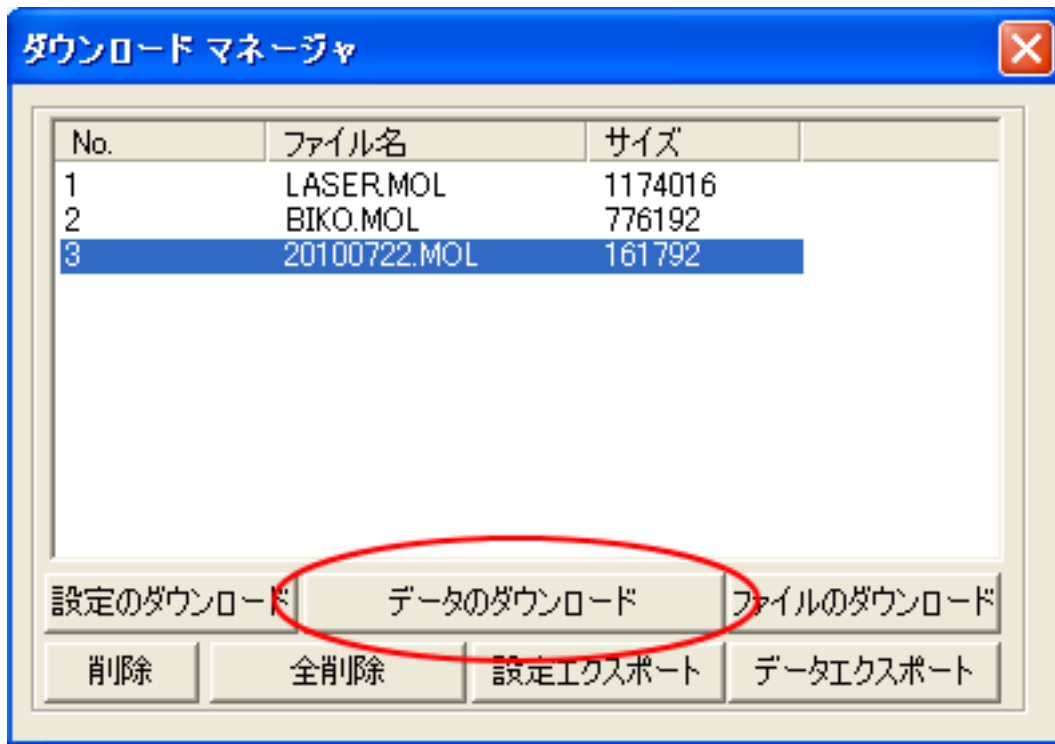 ダウンロード マネージャ
No. ファイル名 サイズ
1 LASER.MOL 1174016
2 BIKO.MOL 776192
3 20100722.MOL 161792
設定のダウンロード データのダウンロード ファイルのダウンロード
削除 全削除 設定エクスポート データエクスポート